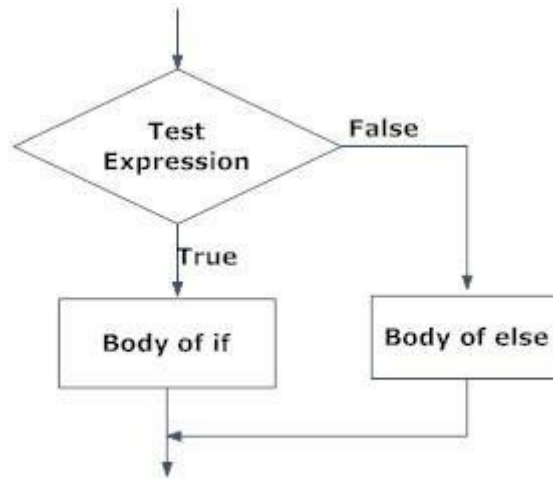 Test
Expression
False
True
Body of if
Body of else